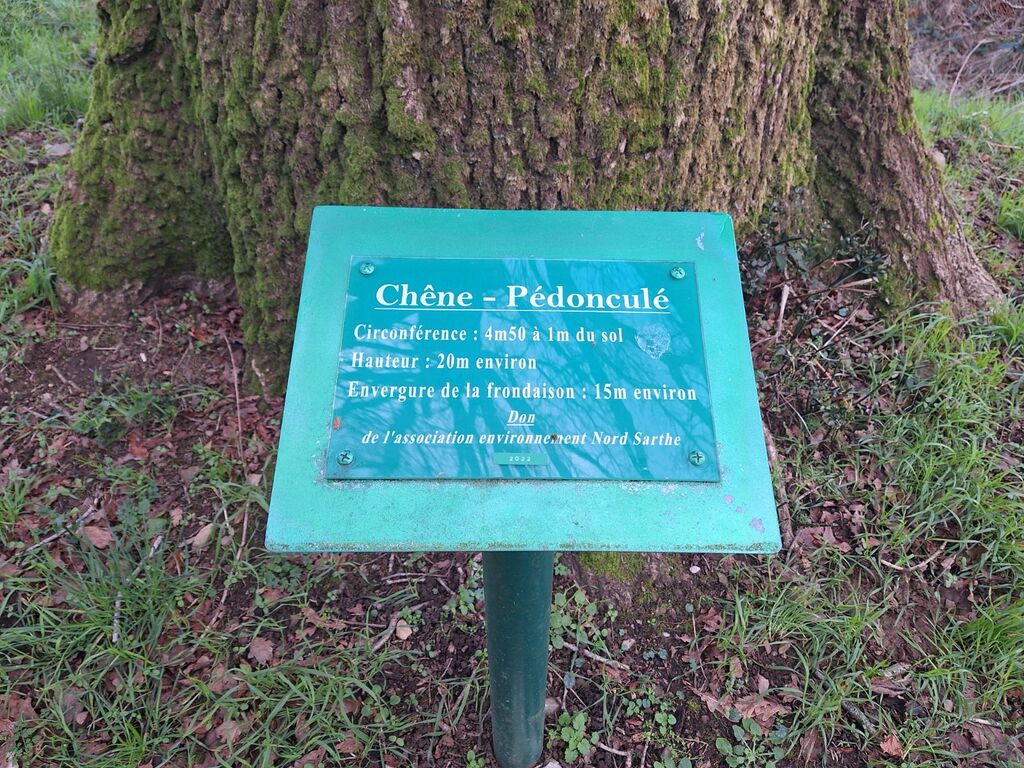 Chêne - Pédonculé
Circonférence : 4m50 à 1m du sol
Hauteur : 20m environ
Envergure de la frondaison : 15m environ
Don
de l'association environnement Nord Sarthe
2022